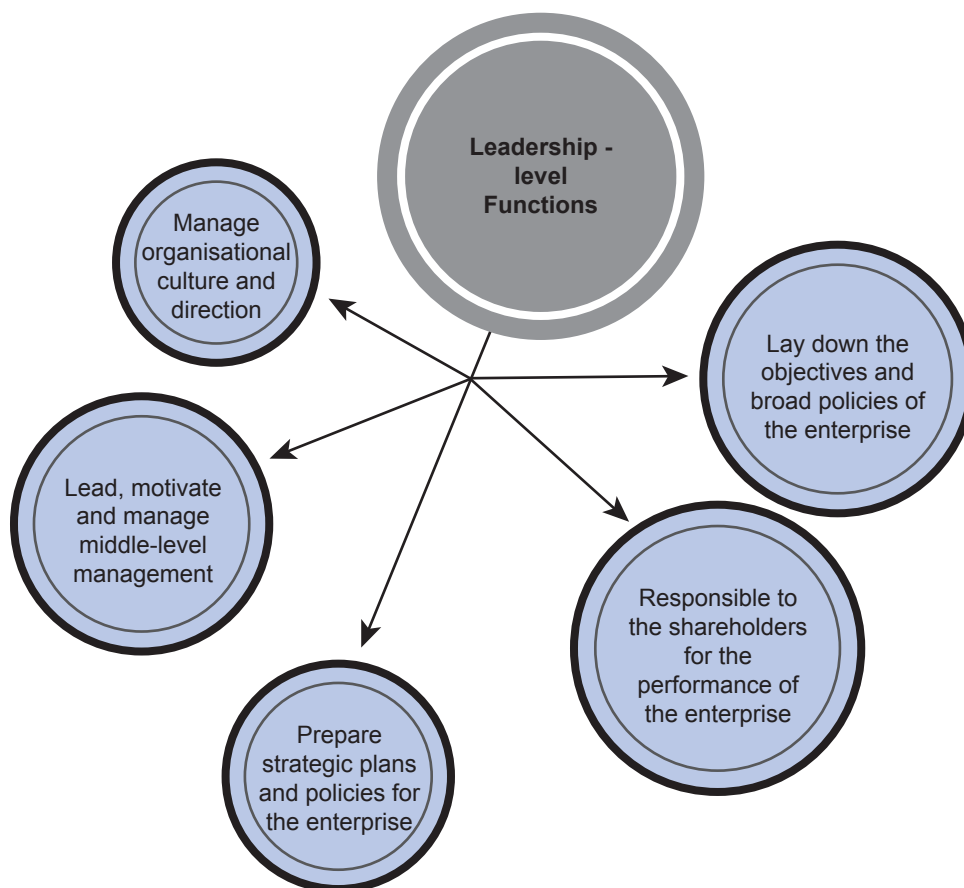 Leadership -
level
Functions
Manage
organisational
culture and
direction
Lay down the
objectives and
broad policies of
the enterprise
Lead, motivate
and manage
middle-level
management
Responsible to
the shareholders
for the
performance of
the enterprise
Prepare
strategic plans
and policies for
the enterprise